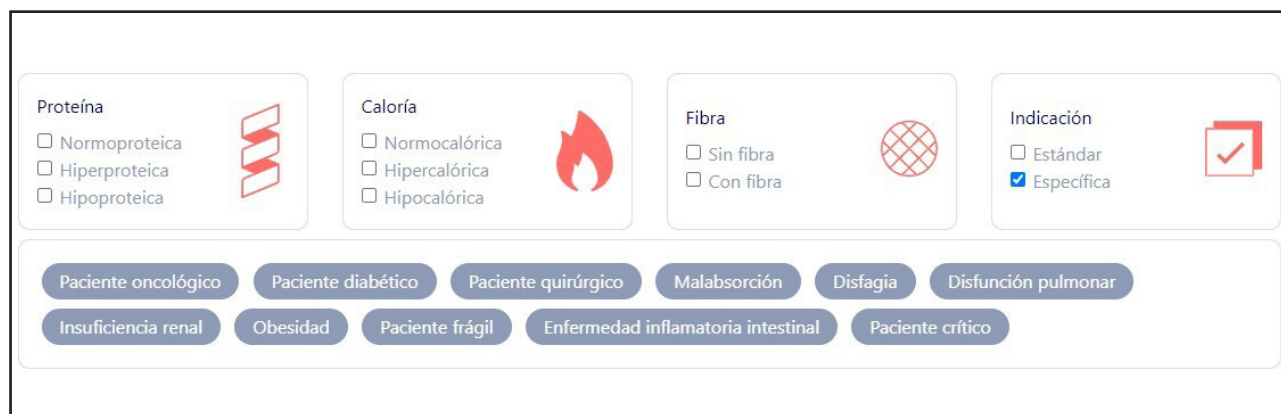 Proteína
Normoproteica
Hiperproteica
Hipoproteica
Caloría
Normocalórica
Hipercalórica
Hipocalórica
Fibra
Sin fibra
Con fibra
Indicación
Estándar
Específica
Paciente oncológico Paciente diabético Paciente quirúrgico Malabsorción Disfagia Disfunción pulmonar
Insuficiencia renal Obesidad Paciente frágil Enfermedad inflamatoria intestinal Paciente crítico